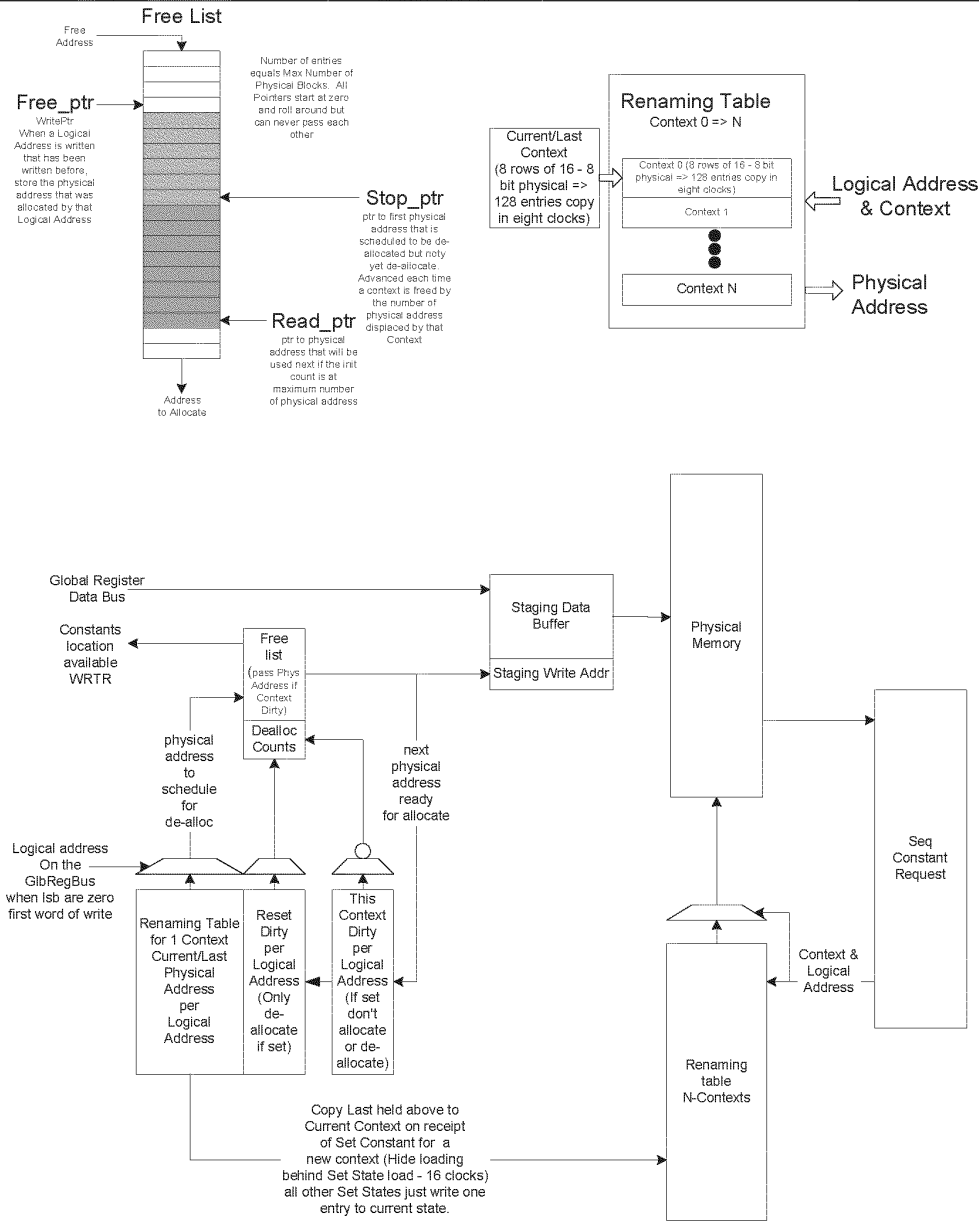 Free List
Free
Address
Number of entries
equals Max Number of
Physical Blocks. All
Pointers start at zero
and roll around but
can never pass each
other
Free_ptr
WritePtr
When a Logical
Address is written
that has been
written before,
store the physical
address that was
allocated by that
Logical Address
Stop_ptr
ptr to first physical
address that is
scheduled to be de-
allocated but noty
yet de-allocate.
Advanced each time
a context is freed by
the number of
physical address
displaced by that
Context
Read_ptr
ptr to physical
address that will be
used next if the init
count is at
maximum number
of physical address
Address
to Allocate
Renaming Table
Context 0 => N
Current/Last
Context
(8 rows of 16 - 8
bit physical =>
128 entries copy
in eight clocks)
Context 0 (8 rows of 16 - 8 bit
physical => 128 entries copy in
eight clocks)
Context 1
Context N
Logical Address
& Context
Physical
Address
Global Register
Data Bus
Constants
location
available
WRTR
Free
list
(pass Phys
Address if
Context
Dirty)
Dealloc
Counts
Staging Data
Buffer
Staging Write Addr
Physical
Memory
physical
address
to
schedule
for
de-alloc
next
physical
address
ready
for allocate
Logical address
On the
GlbRegBus
when lsb are zero
first word of write
Renaming Table
for 1 Context
Current/Last
Physical
Address
per
Logical
Address
Reset
Dirty
per
Logical
Address
(Only
de-
allocate
if set)
This
Context
Dirty
per
Logical
Address
(If set
don't
allocate
or de-
allocate)
Seq
Constant
Request
Context &
Logical
Address
Renaming
table
N-Contexts
Copy Last held above to
Current Context on receipt
of Set Constant for a
new context (Hide loading
behind Set State load - 16 clocks)
all other Set States just write one
entry to current state.